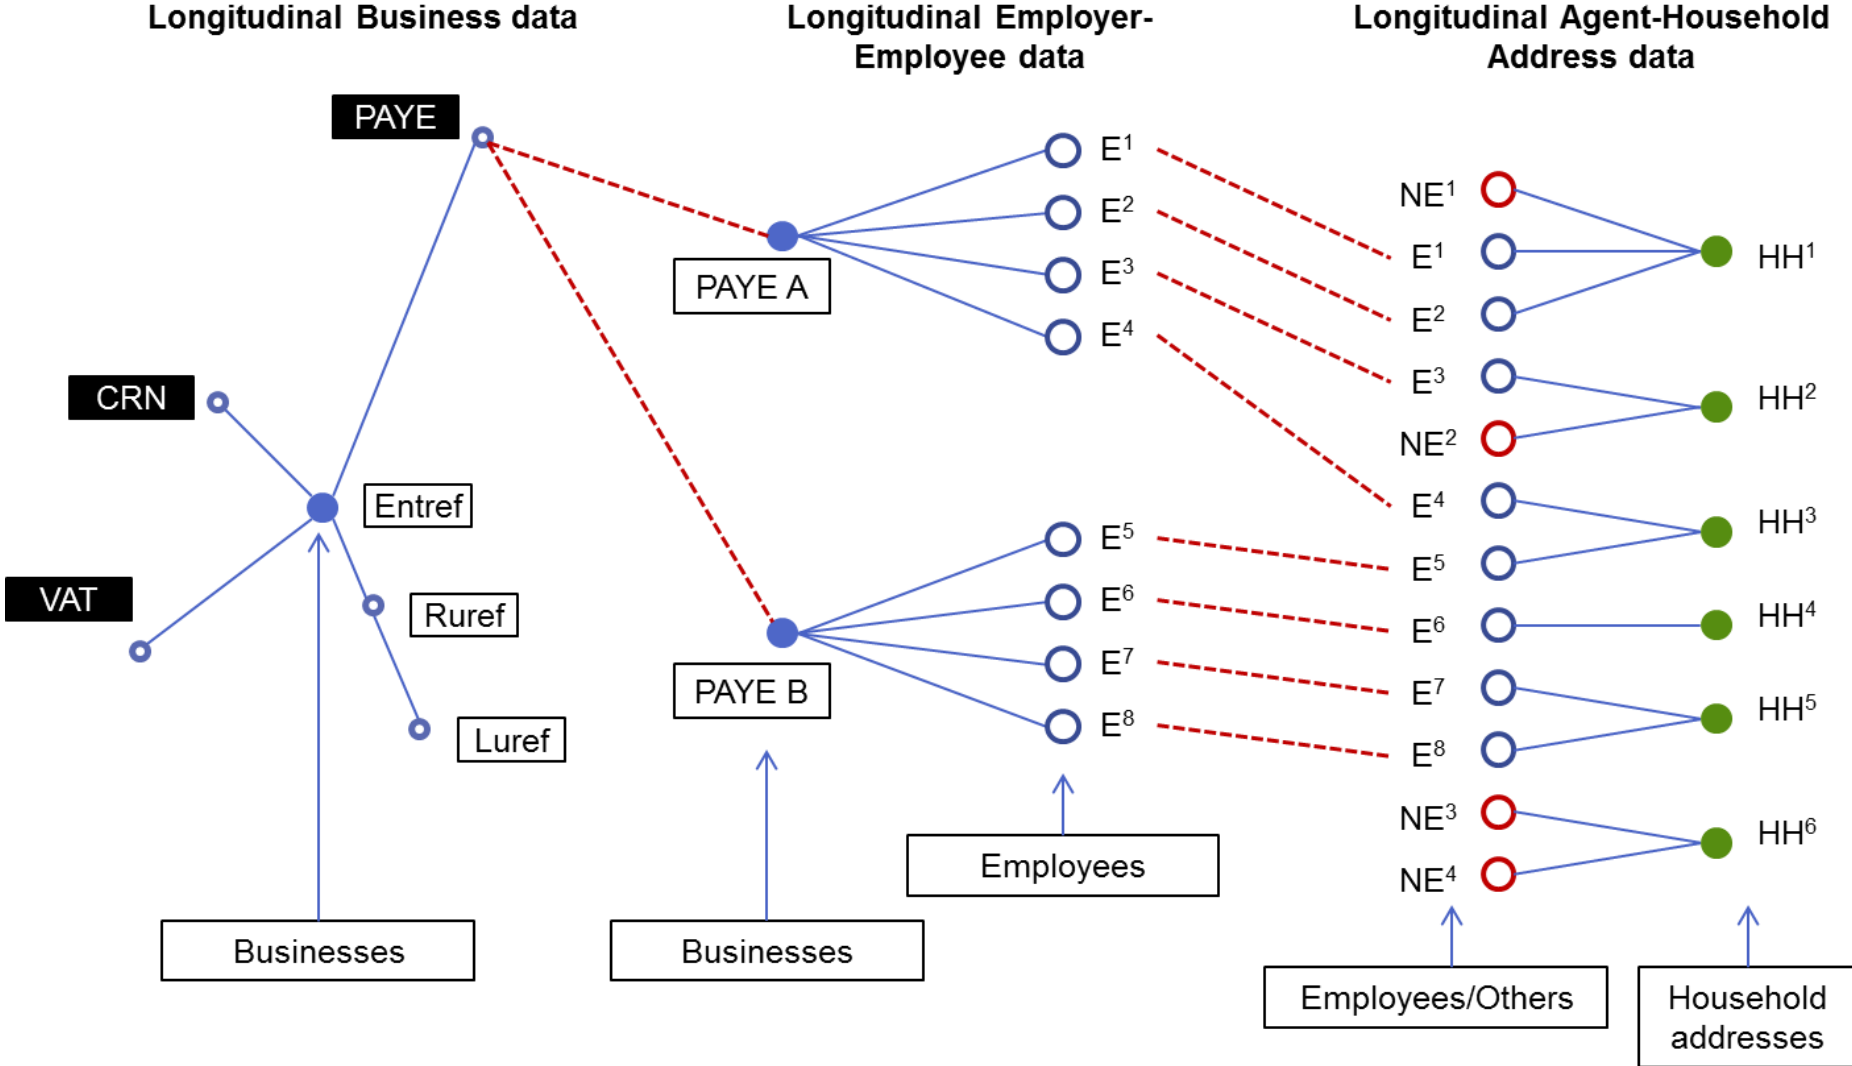 Longitudinal Business data
Longitudinal Employer-
Employee data
Longitudinal Agent-Household
Address data
PAYE
CRN
Entref
VAT
Ruref
Luref
Businesses
PAYE A
PAYE B
Businesses
E¹
E²
E³
E⁴
E⁵
E⁶
E⁷
E⁸
Employees
NE¹
E¹
E²
E³
NE²
E⁴
E⁵
E⁶
E⁷
E⁸
NE³
NE⁴
Employees/Others
HH¹
HH²
HH³
HH⁴
HH⁵
HH⁶
Household
addresses